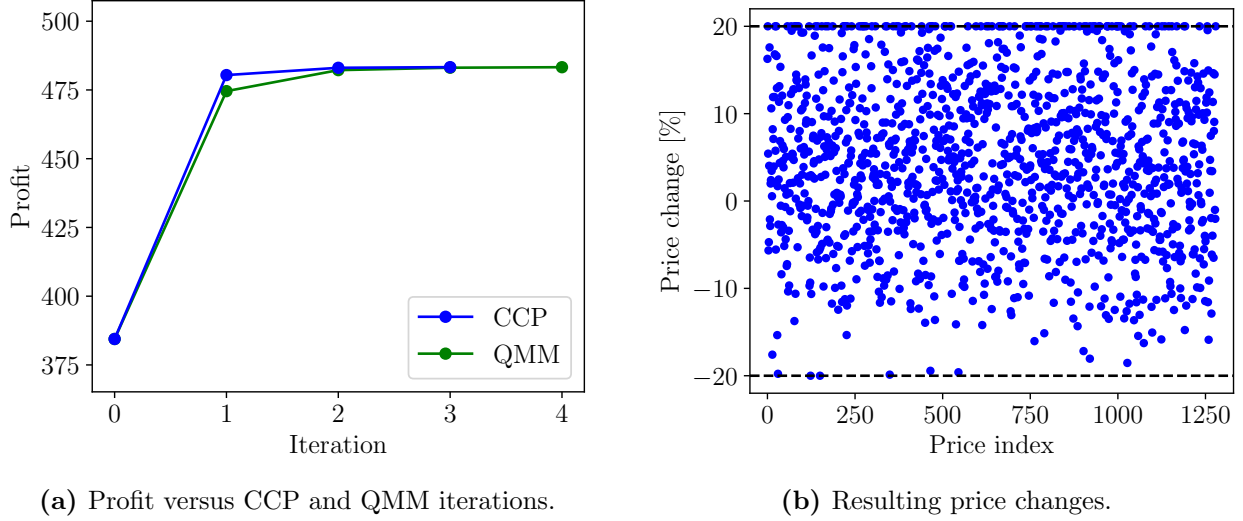 500
475
450
425
400
375
Profit
0 1 2 3 4
Iteration
CCP
QMM
20
10
0
−10
−20
Price change [%]
0 250 500 750 1000 1250
Price index
(a) Profit versus CCP and QMM iterations.
(b) Resulting price changes.